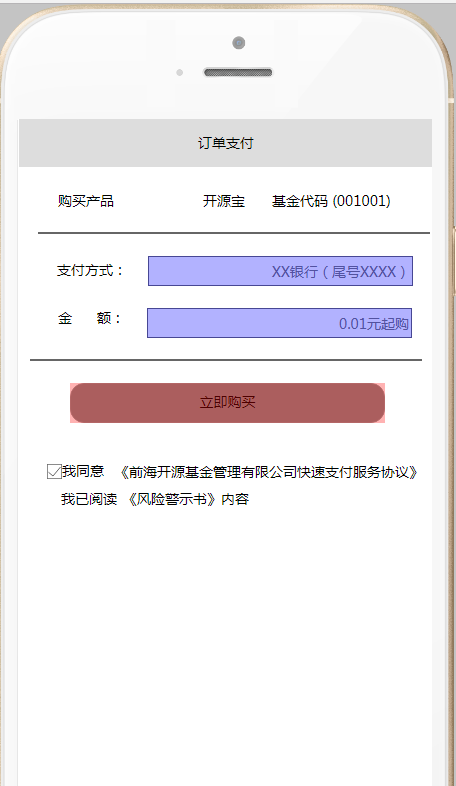 订单支付
购买产品 开源宝 基金代码 (001001)
支付方式： XX银行（尾号XXXX）
金 额： 0.01元起购
立即购买
我同意 《前海开源基金管理有限公司快速支付服务协议》
我已阅读 《风险警示书》内容